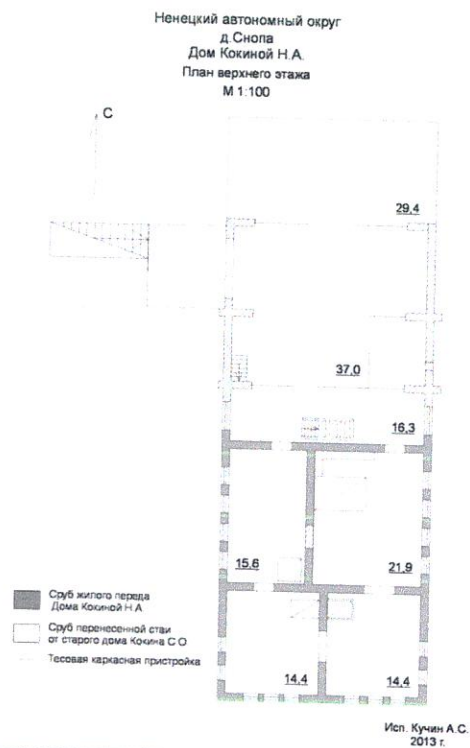 Ненецкий автономный округ
д.Снопа
Дом Кокиной Н.А.
План верхнего этажа
М 1:100
С
29,4
37,0
16,3
15,6
21,9
14,4
14,4
Сруб жилого переда
Дома Кокиной Н А
Сруб перенесенной стаи
от старого дома Кокина С О
Тесовая каркасная пристройка
Исп. Кучин А.С.
2013 г.